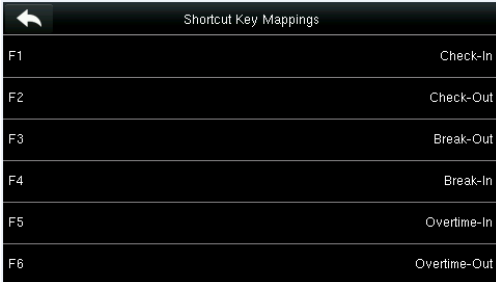 Shortcut Key Mappings
F1 Check-In
F2 Check-Out
F3 Break-Out
F4 Break-In
F5 Overtime-In
F6 Overtime-Out